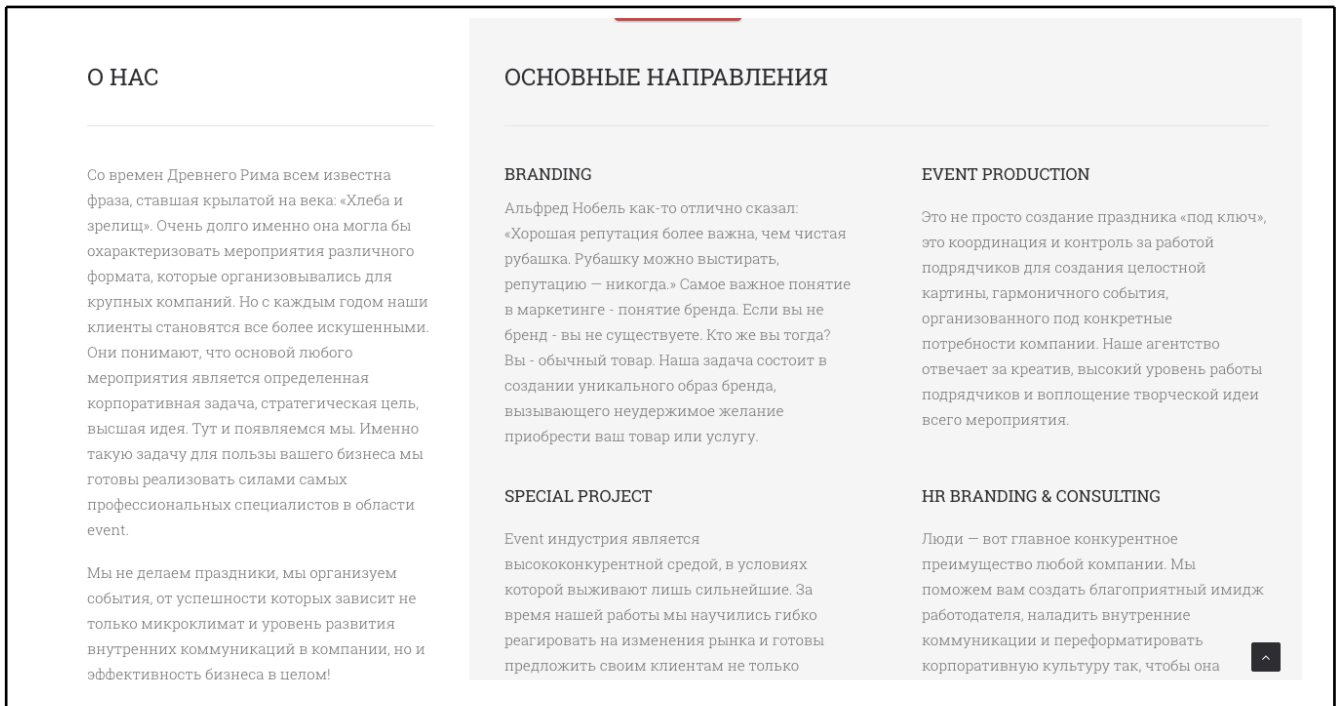 О НАС
Со времен Древнего Рима всем известна
фраза, ставшая крылатой на века: «Хлеба и
зрелищ». Очень долго именно она могла бы
охарактеризовать мероприятия различного
формата, которые организовывались для
крупных компаний. Но с каждым годом наши
клиенты становятся все более искушенными.
Они понимают, что основой любого
мероприятия является определенная
корпоративная задача, стратегическая цель,
высшая идея. Тут и появляемся мы. Именно
такую задачу для пользы вашего бизнеса мы
готовы реализовать силами самых
профессиональных специалистов в области
event.
Мы не делаем праздники, мы организуем
события, от успешности которых зависит не
только микроклимат и уровень развития
внутренних коммуникаций в компании, но и
эффективность бизнеса в целом!
ОСНОВНЫЕ НАПРАВЛЕНИЯ
BRANDING
Альфред Нобель как-то отлично сказал:
«Хорошая репутация более важна, чем чистая
рубашка. Рубашку можно выстирать,
репутацию — никогда.» Самое важное понятие
в маркетинге - понятие бренда. Если вы не
бренд - вы не существуете. Кто же вы тогда?
Вы - обычный товар. Наша задача состоит в
создании уникального образ бренда,
вызывающего неудержимое желание
приобрести ваш товар или услугу.
EVENT PRODUCTION
Это не просто создание праздника «под ключ»,
это координация и контроль за работой
подрядчиков для создания целостной
картины, гармоничного события,
организованного под конкретные
потребности компании. Наше агентство
отвечает за креатив, высокий уровень работы
подрядчиков и воплощение творческой идеи
всего мероприятия.
SPECIAL PROJECT
Event индустрия является
высококонкурентной средой, в условиях
которой выживают лишь сильнейшие. За
время нашей работы мы научились гибко
реагировать на изменения рынка и готовы
предложить своим клиентам не только
HR BRANDING & CONSULTING
Люди — вот главное конкурентное
преимущество любой компании. Мы
поможем вам создать благоприятный имидж
работодателя, наладить внутренние
коммуникации и переформатировать
корпоративную культуру так, чтобы она